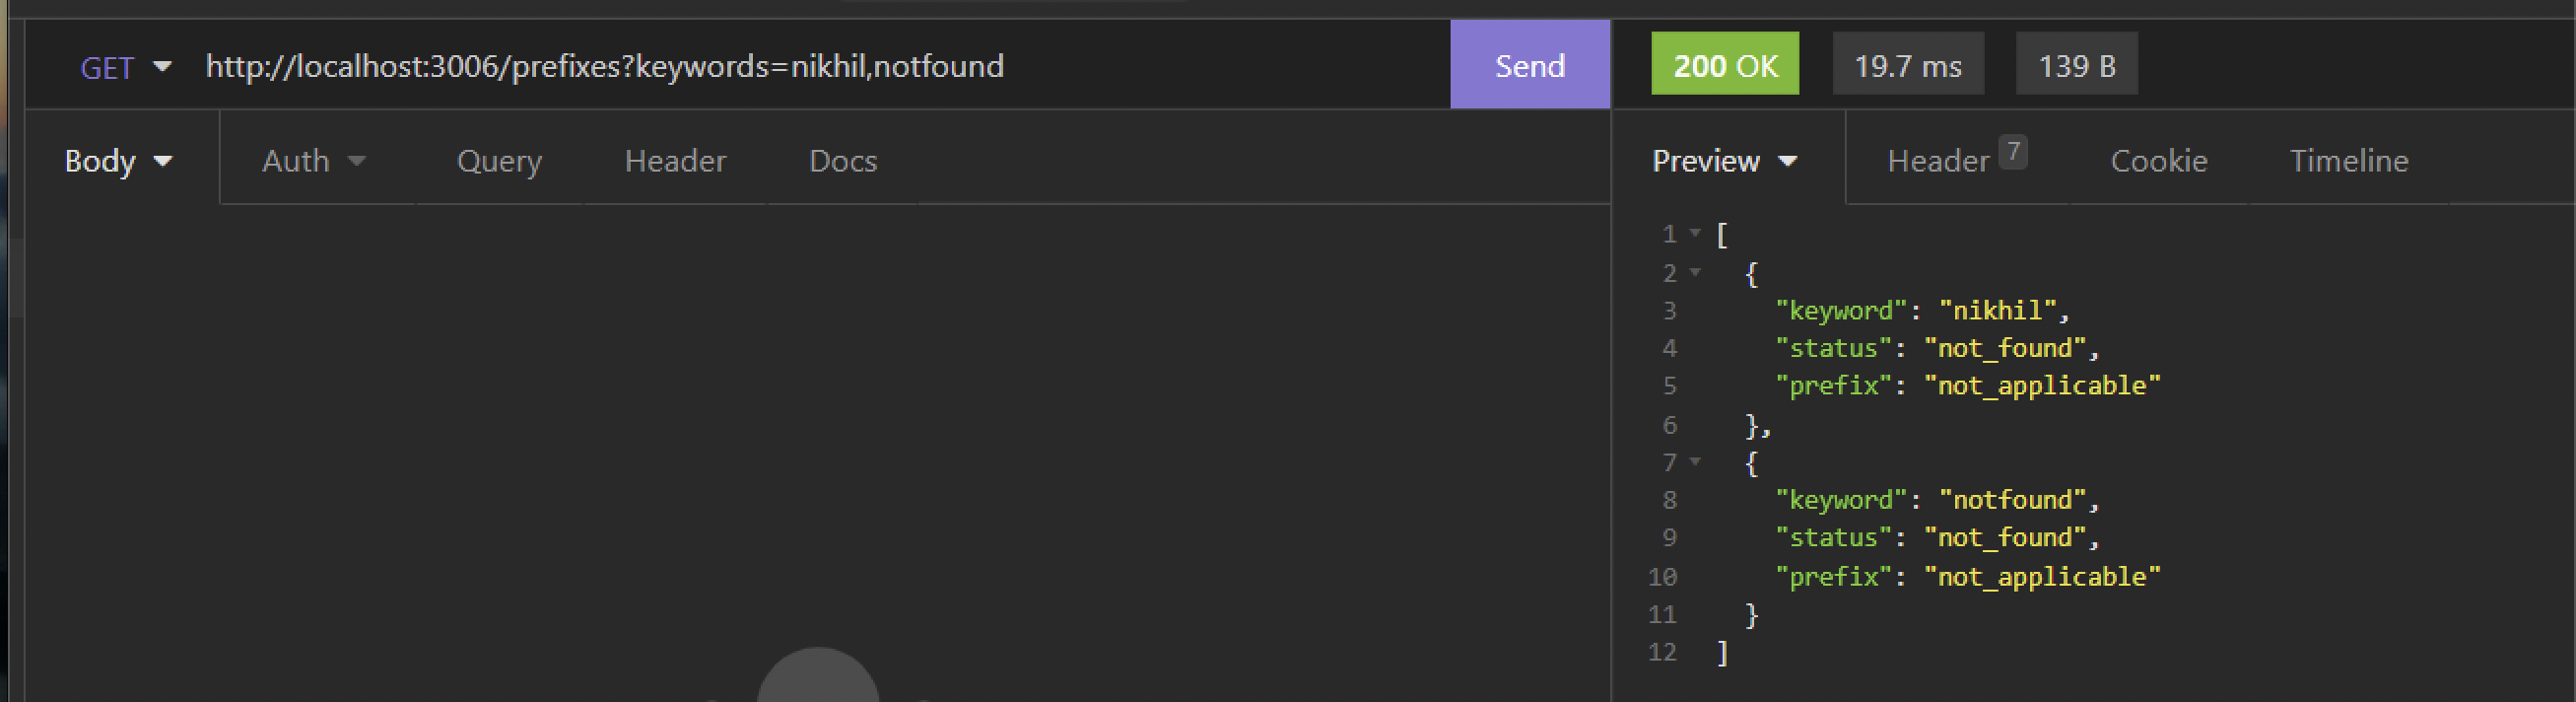 GET http://localhost:3006/prefixes?keywords=nikhil,notfound Send 200 OK 19.7 ms 139 B
Body Auth Query Header Docs Preview Header 7 Cookie Timeline
1 [
2 {
3 "keyword": "nikhil",
4 "status": "not_found",
5 "prefix": "not_applicable"
6 },
7 {
8 "keyword": "notfound",
9 "status": "not_found",
10 "prefix": "not_applicable"
11 }
12 ]